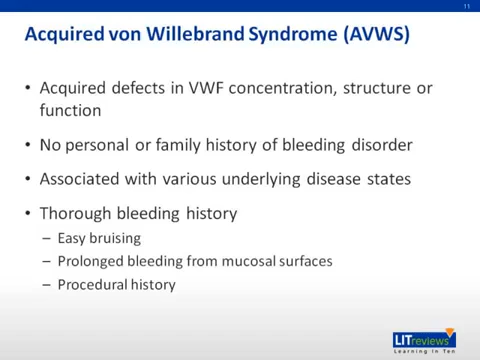 11
Acquired von Willebrand Syndrome (AVWS)
• Acquired defects in VWF concentration, structure or
function
• No personal or family history of bleeding disorder
• Associated with various underlying disease states
• Thorough bleeding history
– Easy bruising
– Prolonged bleeding from mucosal surfaces
– Procedural history
LITreviews
Learning in Ten